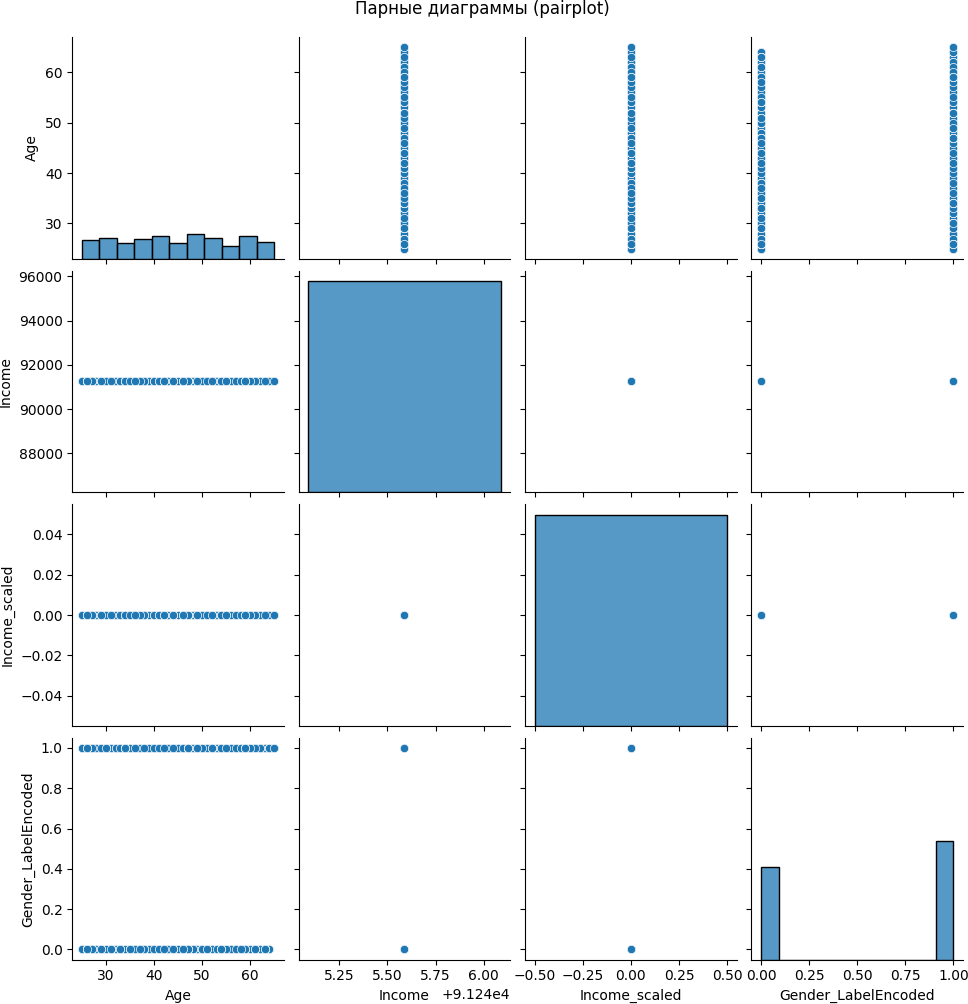 Парные диаграммы (pairplot)
60
50
40
30
Age
96000
94000
92000
90000
88000
Income
0.04
0.02
0.00
−0.02
−0.04
Income_scaled
1.0
0.8
0.6
0.4
0.2
0.0
Gender_LabelEncoded
30 40 50 60
Age
5.25 5.50 5.75 6.00
Income +9.124e4
−0.50 −0.25 0.00 0.25 0.50
Income_scaled
0.00 0.25 0.50 0.75 1.00
Gender_LabelEncoded